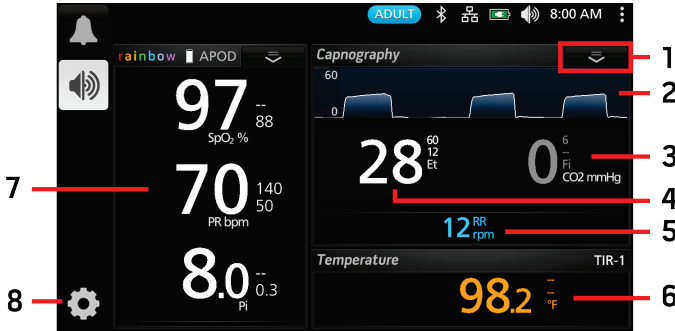 ADULT 8:00 AM
1
rainbow APOD
Capnography
60
0
2
97 --
88
SpO2 %
28 60
12
Et
0 6
–
Fi
CO2 mmHg
3
4
7
70 140
50
PR bpm
12 RR
rpm
5
Temperature TIR-1
8.0 --
0.3
Pi
98.2 --
--
°F
6
8